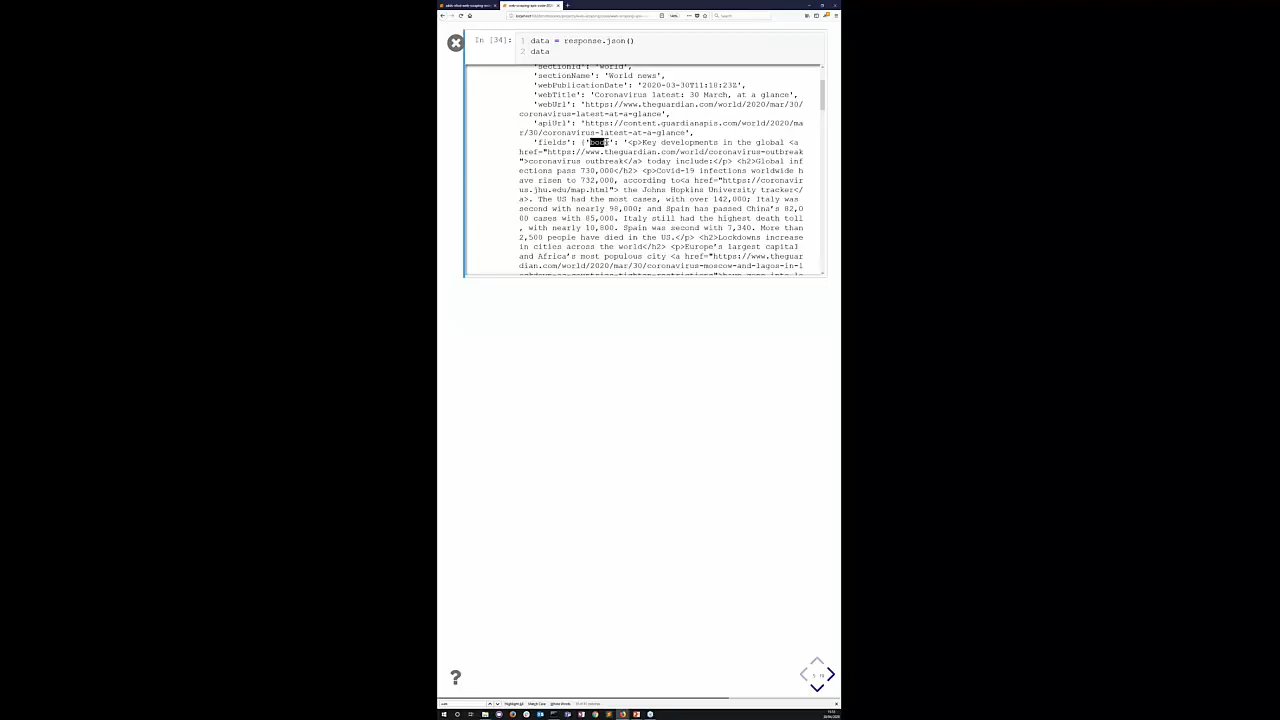 In [34]:
1 data = response.json()
2 data
'sectionId': 'world',
'sectionName': 'World news',
'webPublicationDate': '2020-03-30T11:10:23Z',
'webTitle': 'Coronavirus latest: 30 March, at a glance',
'webUrl': 'https://www.theguardian.com/world/2020/mar/30/
coronavirus-latest-at-a-glance',
'apiUrl': 'https://content.guardianapis.com/world/2020/ma
r/30/coronavirus-latest-at-a-glance',
'fields': {'body': '<p>Key developments in the global <a
href="https://www.theguardian.com/world/coronavirus-outbreak
">coronavirus outbreak</a> today include:</p> <h2>Global inf
ections pass 730,000</h2> <p>Covid-19 infections worldwide h
ave risen to 732,000, according to<a href="https://coronavir
us.jhu.edu/map.html"> the Johns Hopkins University tracker</
a>. The US had the most cases, with over 142,000; Italy was
second with nearly 98,000; and Spain has passed China's 82,0
00 cases with 85,000. Italy still had the highest death toll
, with nearly 10,800. Spain was second with 7,340. More than
2,500 people have died in the US.</p> <h2>Lockdowns increase
in cities across the world</h2> <p>Europe's largest capital
and Africa's most populous city <a href="https://www.theguar
dian.com/world/2020/mar/30/coronavirus-moscow-and-lagos-in-l
?
Highlight All Match Case Whole Words